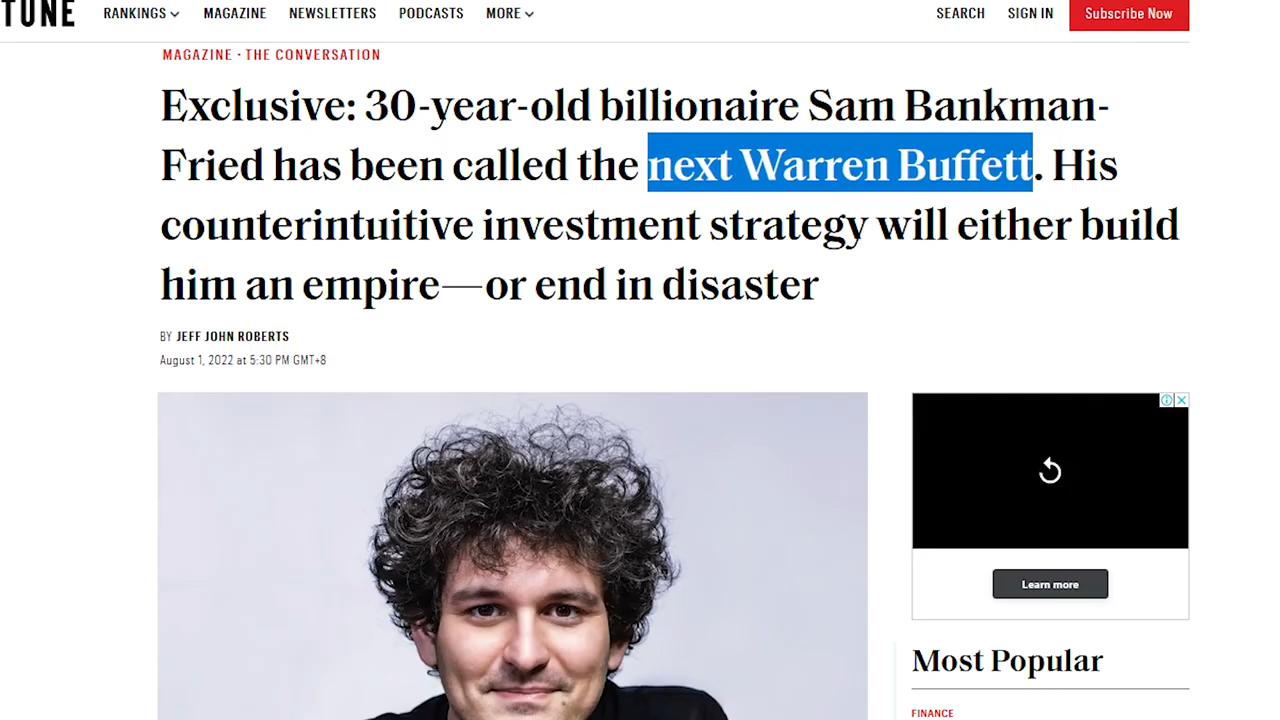 TUNE
RANKINGS MAGAZINE NEWSLETTERS PODCASTS MORE SEARCH SIGN IN Subscribe Now
MAGAZINE · THE CONVERSATION
Exclusive: 30-year-old billionaire Sam Bankman-
Fried has been called the next Warren Buffett. His
counterintuitive investment strategy will either build
him an empire—or end in disaster
BY JEFF JOHN ROBERTS
August 1, 2022 at 5:30 PM GMT+8
Learn more
Most Popular
FINANCE